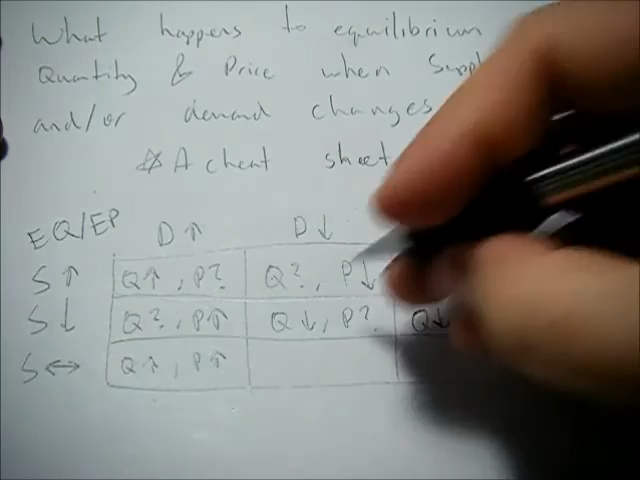 What happens to equilibrium
Quantity & Price when
and/or demand changes
☆ A cheat sheet
EQ/EP D↑ D↓
S↑ Q↑, P? Q?, P↓
S↓ Q?, P↑ Q↓, P? Q↓
S↔ Q↑, P↑